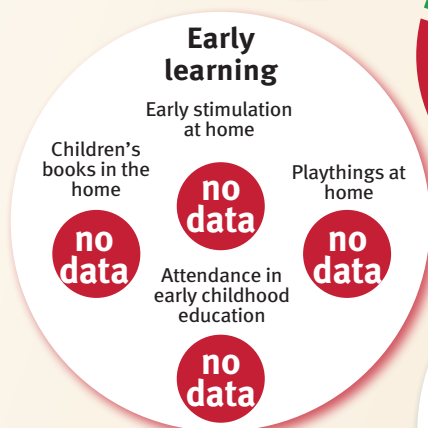 Early
learning
Early stimulation
at home
no
data
Children’s
books in the
home
no
data
Playthings at
home
no
data
Attendance in
early childhood
education
no
data